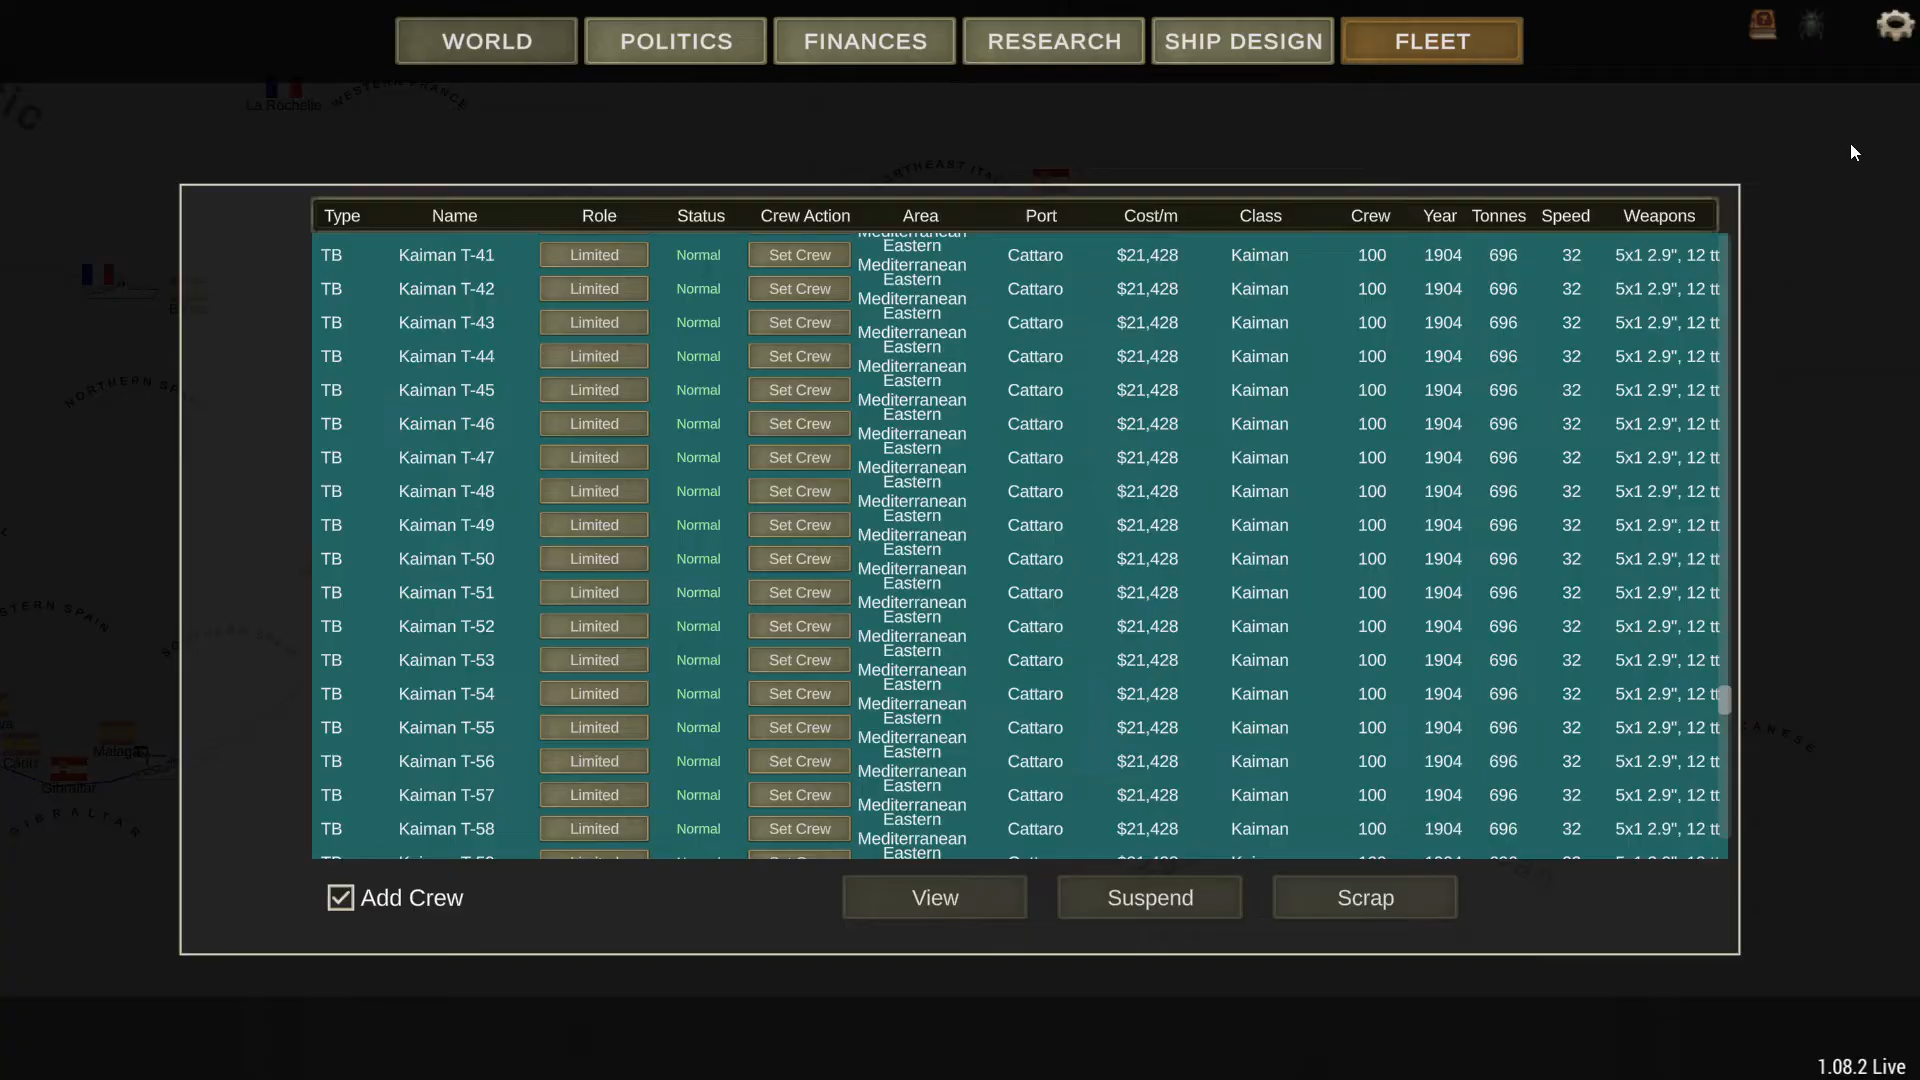 WORLD POLITICS FINANCES RESEARCH SHIP DESIGN FLEET
La Rochelle
WESTERN FRANCE
Type Name Role Status Crew Action Area Port Cost/m Class Crew Year Tonnes Speed Weapons
TB Kaiman T-41 Limited Normal Set Crew Eastern Mediterranean Cattaro $21,428 Kaiman 100 1904 696 32 5x1 2.9", 12 tt
TB Kaiman T-42 Limited Normal Set Crew Eastern Mediterranean Cattaro $21,428 Kaiman 100 1904 696 32 5x1 2.9", 12 tt
TB Kaiman T-43 Limited Normal Set Crew Eastern Mediterranean Cattaro $21,428 Kaiman 100 1904 696 32 5x1 2.9", 12 tt
TB Kaiman T-44 Limited Normal Set Crew Eastern Mediterranean Cattaro $21,428 Kaiman 100 1904 696 32 5x1 2.9", 12 tt
TB Kaiman T-45 Limited Normal Set Crew Eastern Mediterranean Cattaro $21,428 Kaiman 100 1904 696 32 5x1 2.9", 12 tt
TB Kaiman T-46 Limited Normal Set Crew Eastern Mediterranean Cattaro $21,428 Kaiman 100 1904 696 32 5x1 2.9", 12 tt
TB Kaiman T-47 Limited Normal Set Crew Eastern Mediterranean Cattaro $21,428 Kaiman 100 1904 696 32 5x1 2.9", 12 tt
TB Kaiman T-48 Limited Normal Set Crew Eastern Mediterranean Cattaro $21,428 Kaiman 100 1904 696 32 5x1 2.9", 12 tt
TB Kaiman T-49 Limited Normal Set Crew Eastern Mediterranean Cattaro $21,428 Kaiman 100 1904 696 32 5x1 2.9", 12 tt
TB Kaiman T-50 Limited Normal Set Crew Eastern Mediterranean Cattaro $21,428 Kaiman 100 1904 696 32 5x1 2.9", 12 tt
TB Kaiman T-51 Limited Normal Set Crew Eastern Mediterranean Cattaro $21,428 Kaiman 100 1904 696 32 5x1 2.9", 12 tt
TB Kaiman T-52 Limited Normal Set Crew Eastern Mediterranean Cattaro $21,428 Kaiman 100 1904 696 32 5x1 2.9", 12 tt
TB Kaiman T-53 Limited Normal Set Crew Eastern Mediterranean Cattaro $21,428 Kaiman 100 1904 696 32 5x1 2.9", 12 tt
TB Kaiman T-54 Limited Normal Set Crew Eastern Mediterranean Cattaro $21,428 Kaiman 100 1904 696 32 5x1 2.9", 12 tt
TB Kaiman T-55 Limited Normal Set Crew Eastern Mediterranean Cattaro $21,428 Kaiman 100 1904 696 32 5x1 2.9", 12 tt
TB Kaiman T-56 Limited Normal Set Crew Eastern Mediterranean Cattaro $21,428 Kaiman 100 1904 696 32 5x1 2.9", 12 tt
TB Kaiman T-57 Limited Normal Set Crew Eastern Mediterranean Cattaro $21,428 Kaiman 100 1904 696 32 5x1 2.9", 12 tt
TB Kaiman T-58 Limited Normal Set Crew Eastern Mediterranean Cattaro $21,428 Kaiman 100 1904 696 32 5x1 2.9", 12 tt
Eastern
Malaga
Gibraltar
GIBRALTAR
Add Crew View Suspend Scrap
1.08.2 Live